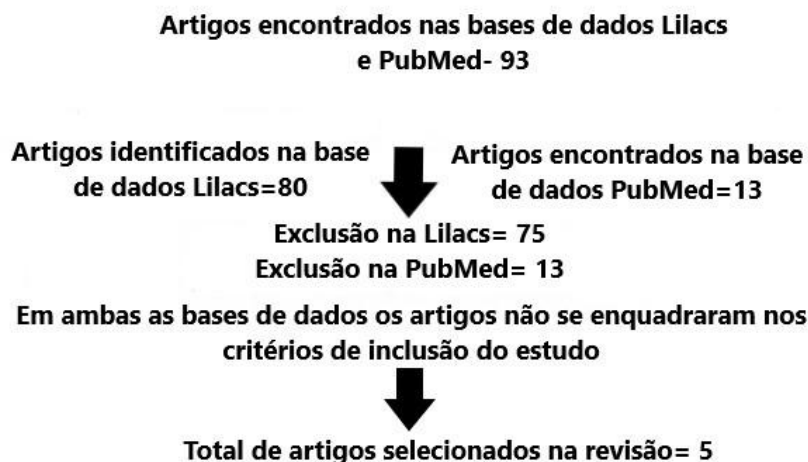 Artigos encontrados nas bases de dados Lilacs
e PubMed- 93
Artigos identificados na base
de dados Lilacs=80
Artigos encontrados na base
de dados PubMed=13
Exclusão na Lilacs= 75
Exclusão na PubMed= 13
Em ambas as bases de dados os artigos não se enquadraram nos
critérios de inclusão do estudo
Total de artigos selecionados na revisão= 5